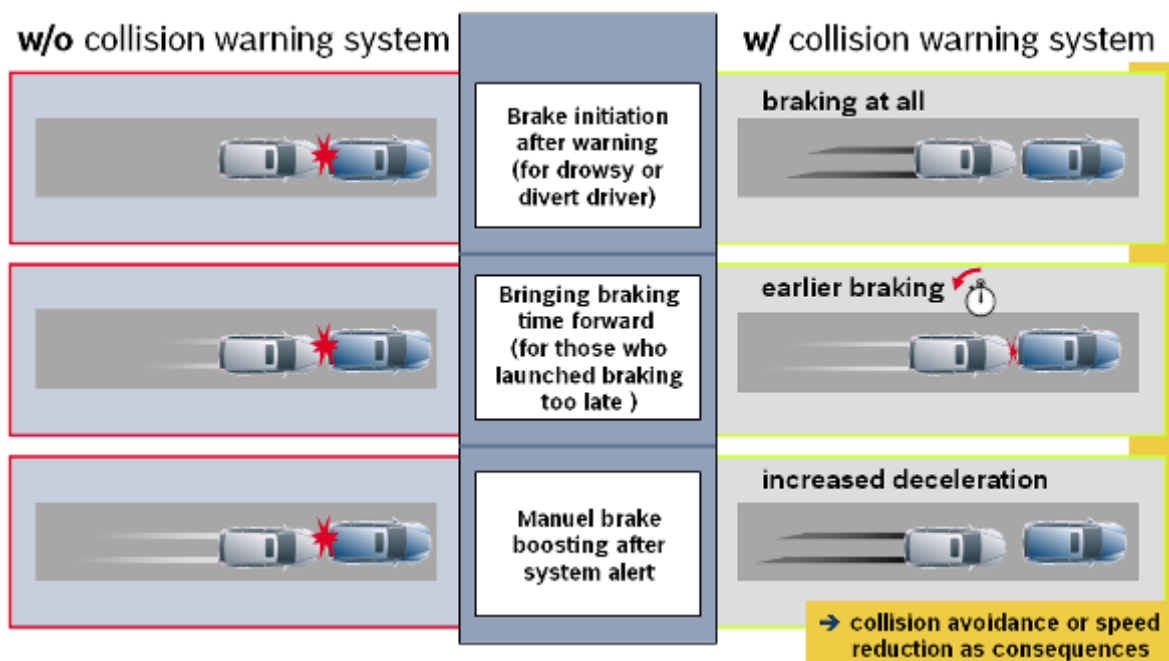 w/o collision warning system
w/ collision warning system
Brake initiation
after warning
(for drowsy or
divert driver)
braking at all
Bringing braking
time forward
(for those who
launched braking
too late )
earlier braking
Manuel brake
boosting after
system alert
increased deceleration
➔ collision avoidance or speed
reduction as consequences